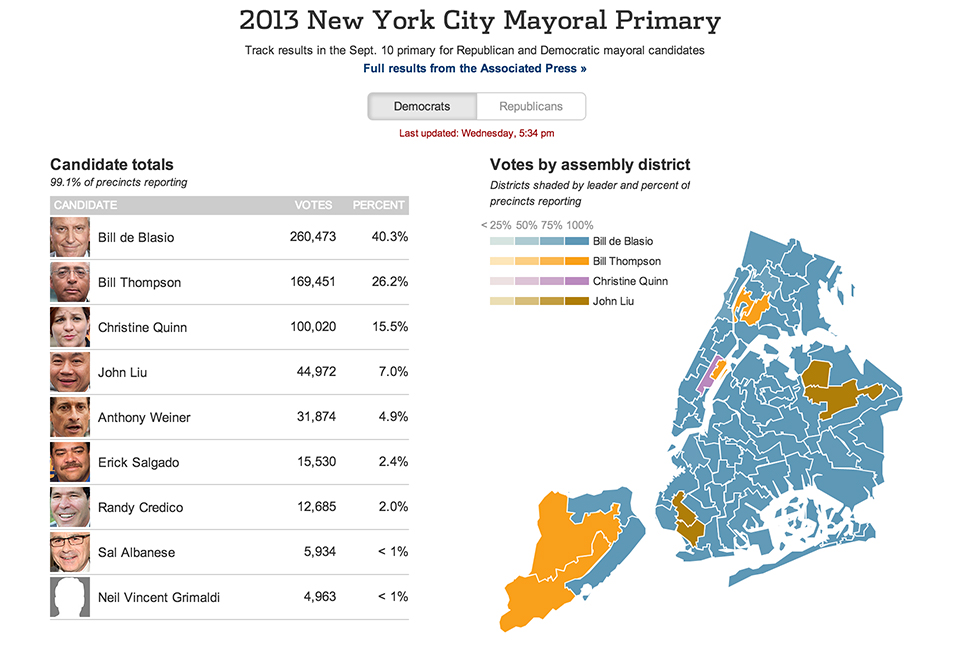 2013 New York City Mayoral Primary
Track results in the Sept. 10 primary for Republican and Democratic mayoral candidates
Full results from the Associated Press »
Democrats Republicans
Last updated: Wednesday, 5:34 pm
Candidate totals
99.1% of precincts reporting
CANDIDATE VOTES PERCENT
Bill de Blasio 260,473 40.3%
Bill Thompson 169,451 26.2%
Christine Quinn 100,020 15.5%
John Liu 44,972 7.0%
Anthony Weiner 31,874 4.9%
Erick Salgado 15,530 2.4%
Randy Credico 12,685 2.0%
Sal Albanese 5,934 < 1%
Neil Vincent Grimaldi 4,963 < 1%
Votes by assembly district
Districts shaded by leader and percent of
precincts reporting
< 25% 50% 75% 100%
Bill de Blasio
Bill Thompson
Christine Quinn
John Liu